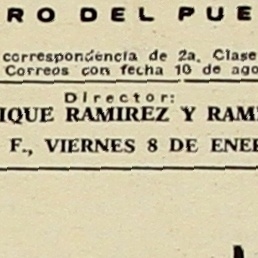 RO DEL PUE
correspondencia de 2a. Clase
Correos con fecha 10 de ago
Director:
IQUE RAMIREZ Y RAM
F., VIERNES 8 DE ENE